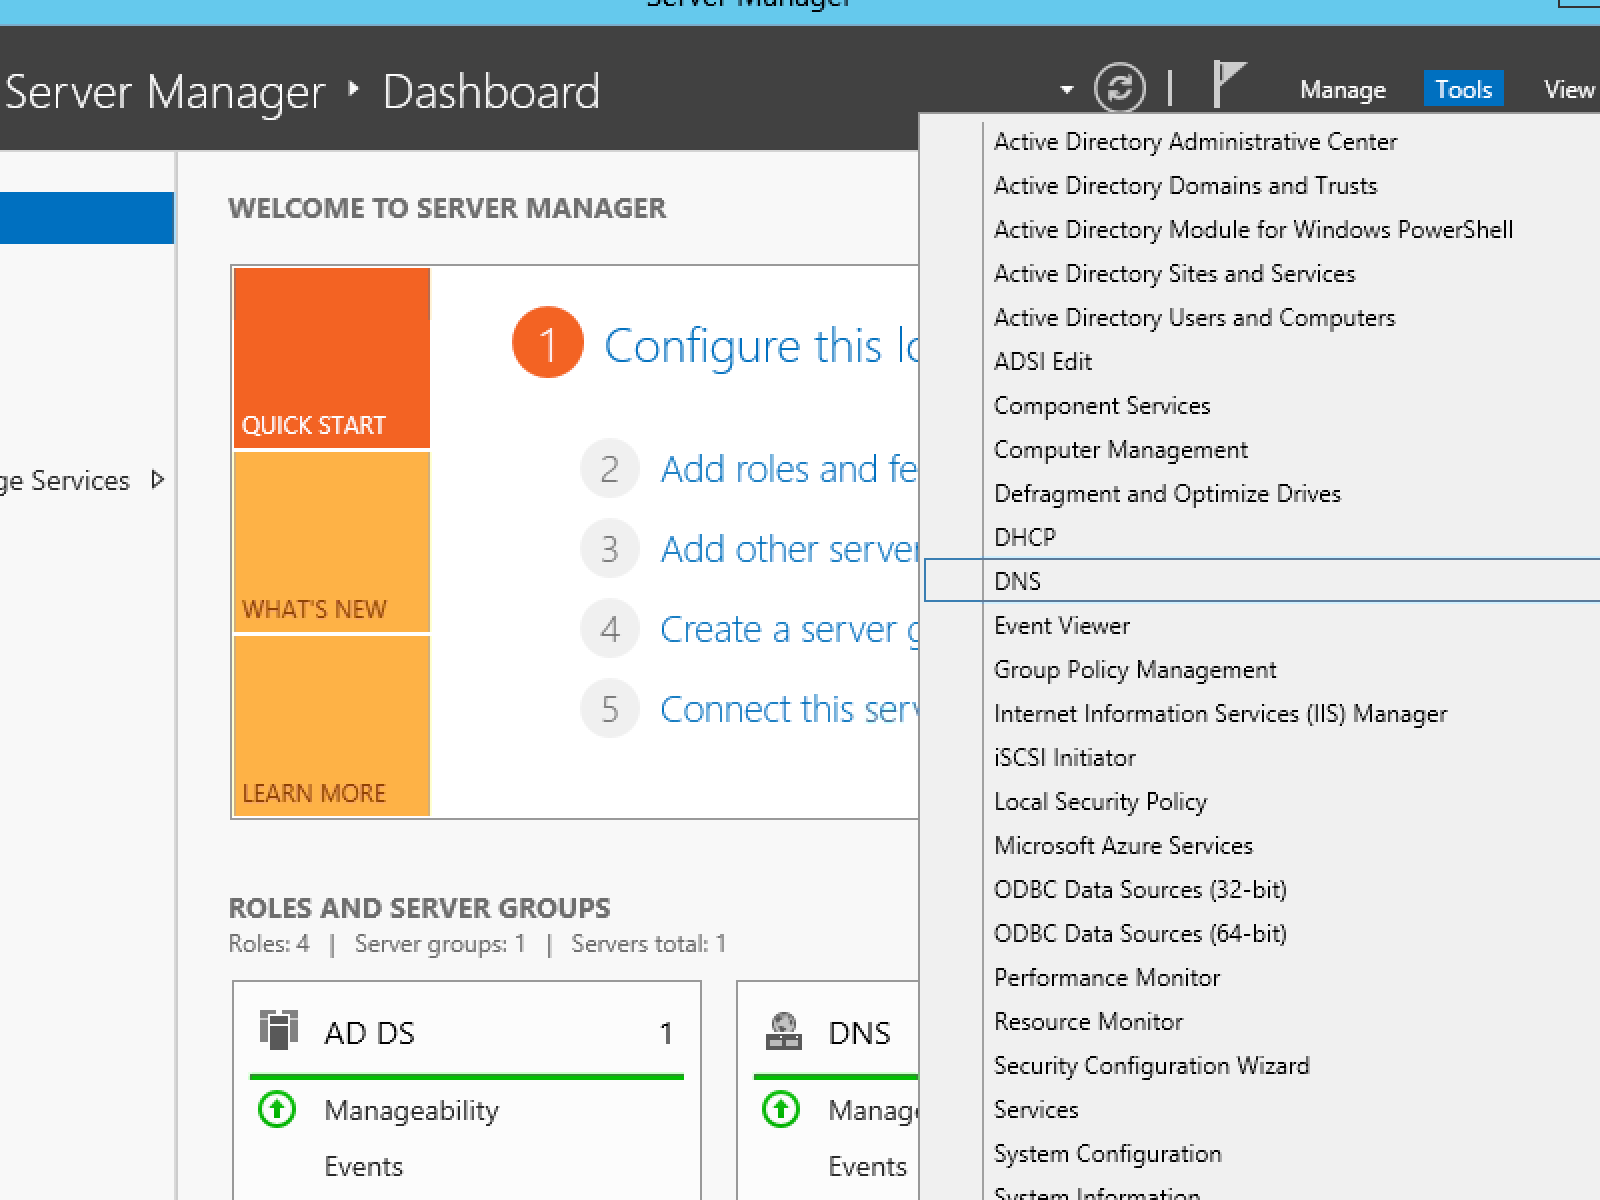 Server Manager
Server Manager ‣ Dashboard
Manage
Tools
View
WELCOME TO SERVER MANAGER
QUICK START
WHAT'S NEW
LEARN MORE
1 Configure this lo
2 Add roles and fe
3 Add other server
4 Create a server g
5 Connect this serv
ge Services
ROLES AND SERVER GROUPS
Roles: 4 | Server groups: 1 | Servers total: 1
AD DS 1
Manageability
Events
DNS
Manage
Events
Active Directory Administrative Center
Active Directory Domains and Trusts
Active Directory Module for Windows PowerShell
Active Directory Sites and Services
Active Directory Users and Computers
ADSI Edit
Component Services
Computer Management
Defragment and Optimize Drives
DHCP
DNS
Event Viewer
Group Policy Management
Internet Information Services (IIS) Manager
iSCSI Initiator
Local Security Policy
Microsoft Azure Services
ODBC Data Sources (32-bit)
ODBC Data Sources (64-bit)
Performance Monitor
Resource Monitor
Security Configuration Wizard
Services
System Configuration
System Information